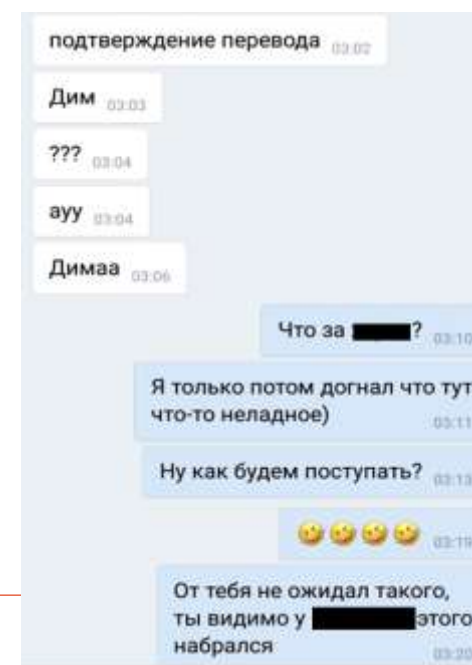 подтверждение перевода 03:02
Дим 03:03
??? 03:04
ауу 03:04
Димаа 03:06
Что за ? 03:10
Я только потом догнал что тут
что-то неладное) 03:11
Ну как будем поступать? 03:13
🤣🤣🤣🤣 03:19
От тебя не ожидал такого,
ты видимо у этого
набрался 03:20